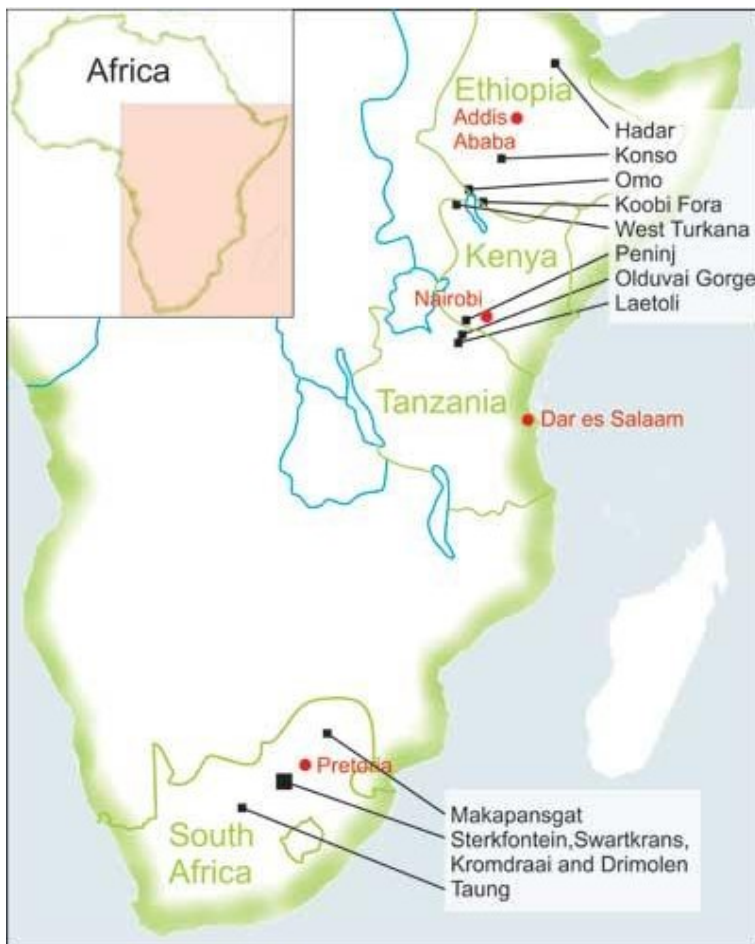 Africa
Ethiopia
Addis
Ababa
Hadar
Konso
Omo
Koobi Fora
West Turkana
Kenya
Peninj
Nairobi
Olduvai Gorge
Laetoli
Tanzania
Dar es Salaam
Pretoria
Makapansgat
Sterkfontein,Swartkrans,
Kromdraai and Drimolen
South
Africa
Taung